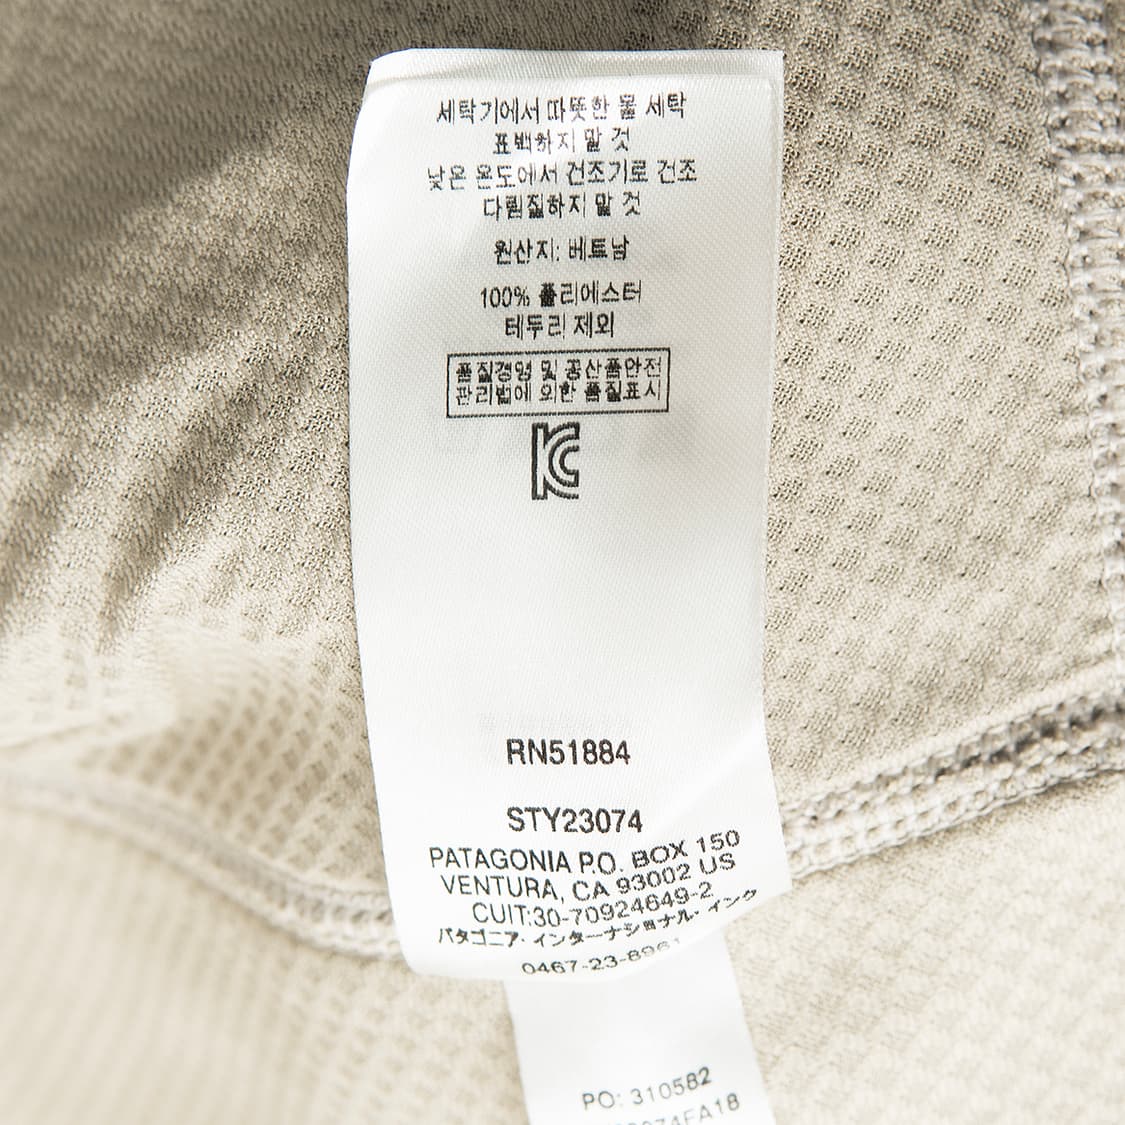 세탁기에서 따뜻한 물 세탁
표백하지 말 것
낮은 온도에서 건조기로 건조
다림질하지 말 것
원산지: 베트남
100% 폴리에스터
테두리 제외
품질경영 및 공산품안전
관리법에 의한 품질표시
RN51884
STY23074
PATAGONIA P.O. BOX 150
VENTURA, CA 93002 US
CUIT:30-70924649-2
パタゴニア・インターナショナル・インク
0467-23-8961
PO: 310582